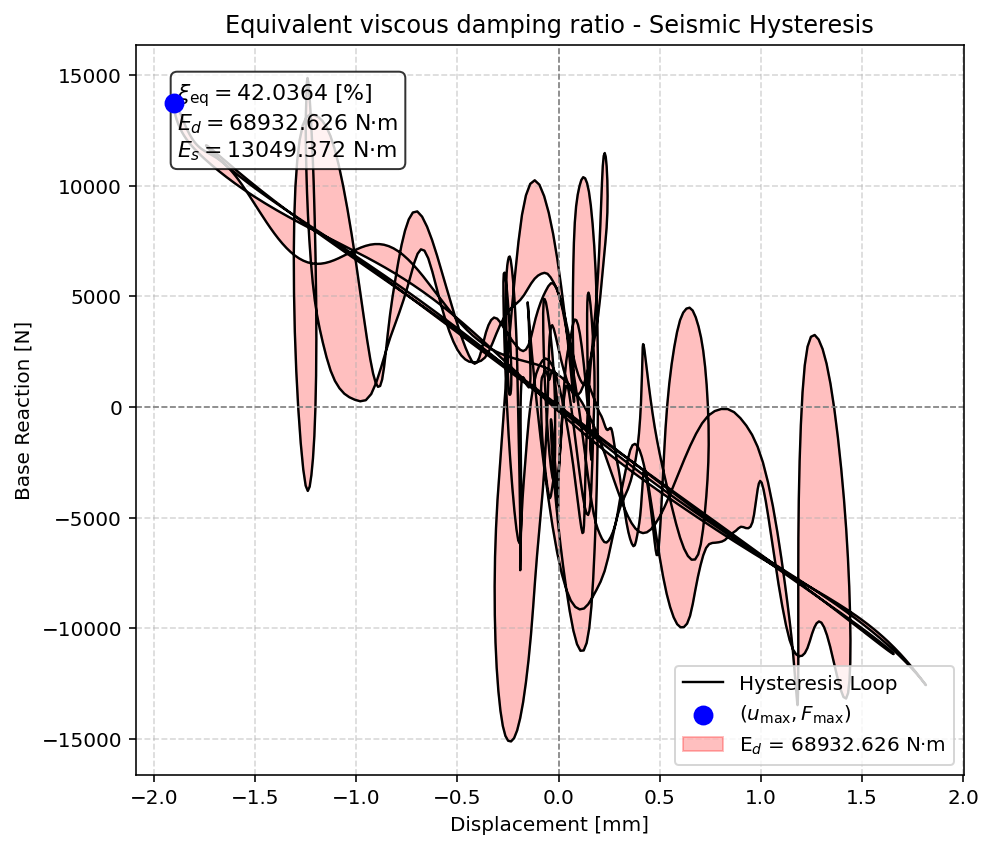 Equivalent viscous damping ratio - Seismic Hysteresis
15000
10000
5000
0
−5000
−10000
−15000
Base Reaction [N]
ξeq = 42.0364 [%]
Ed = 68932.626 N·m
Es = 13049.372 N·m
Hysteresis Loop
(umax, Fmax)
Ed = 68932.626 N·m
−2.0 −1.5 −1.0 −0.5 0.0 0.5 1.0 1.5 2.0
Displacement [mm]